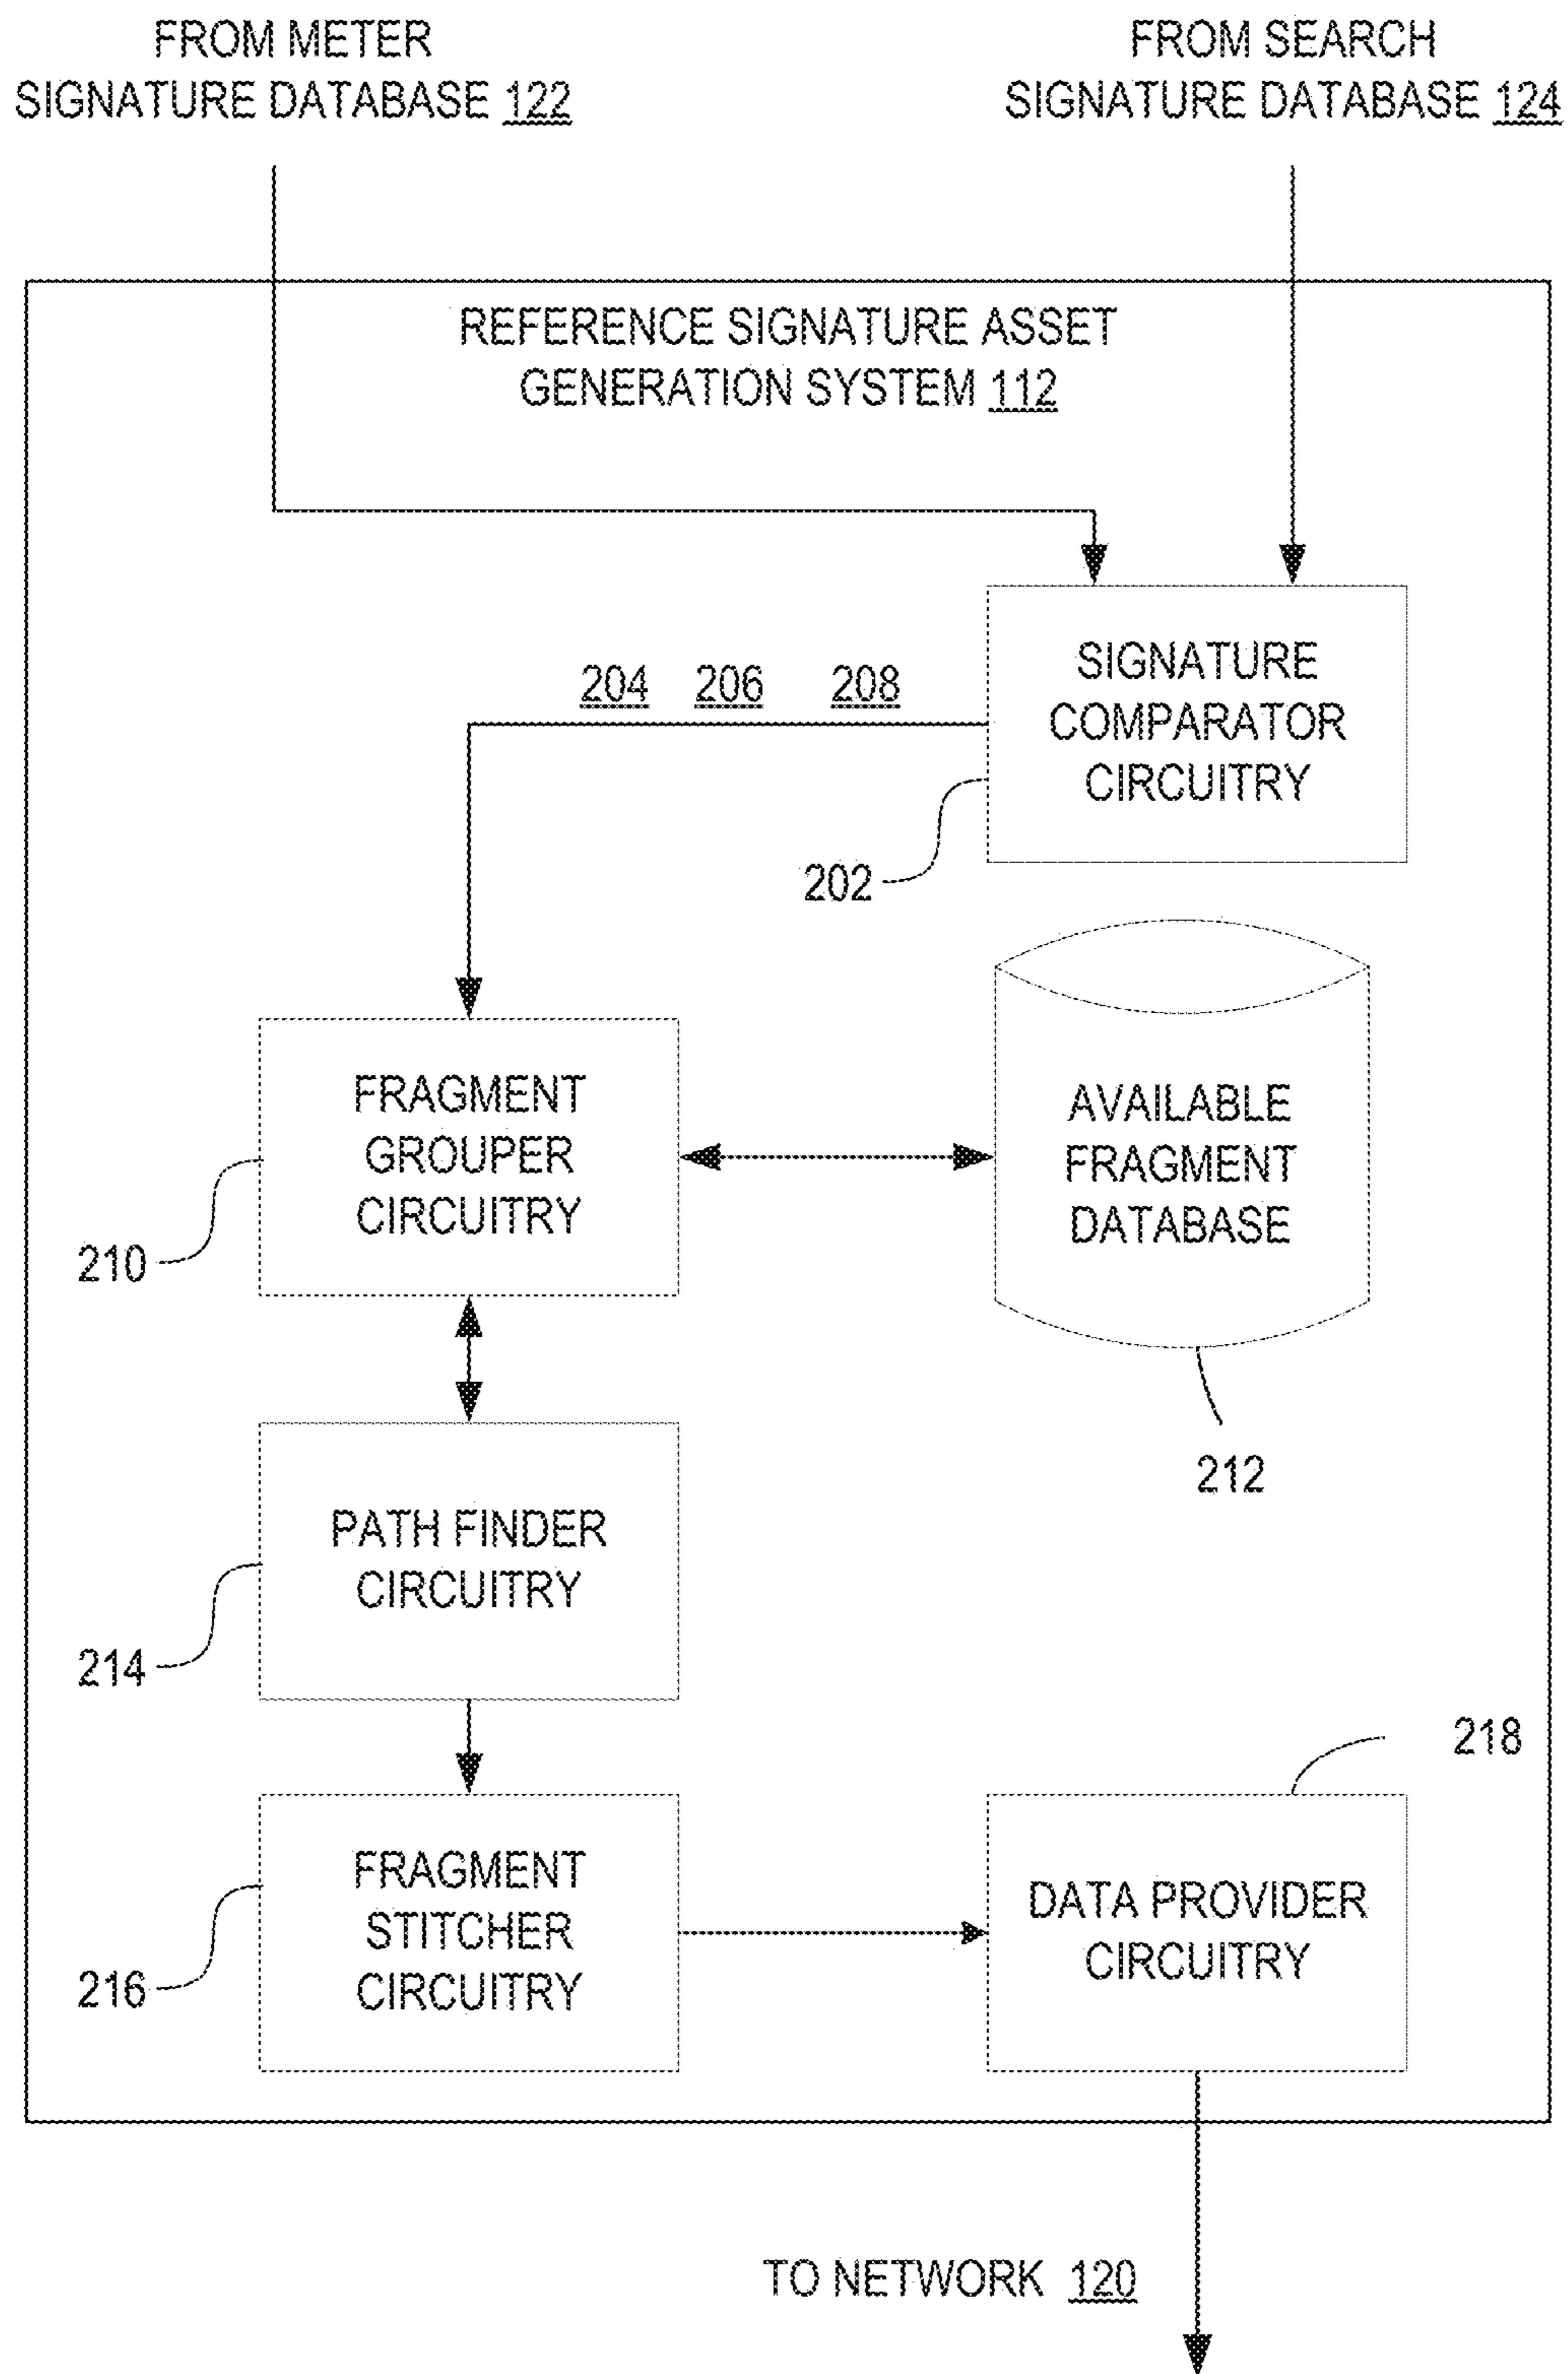 FROM METER
SIGNATURE DATABASE 122
FROM SEARCH
SIGNATURE DATABASE 124
REFERENCE SIGNATURE ASSET
GENERATION SYSTEM 112
SIGNATURE
COMPARATOR
CIRCUITRY
204 206 208
202
FRAGMENT
GROUPER
CIRCUITRY
210
AVAILABLE
FRAGMENT
DATABASE
212
PATH FINDER
CIRCUITRY
214
218
FRAGMENT
STITCHER
CIRCUITRY
216
DATA PROVIDER
CIRCUITRY
TO NETWORK 120